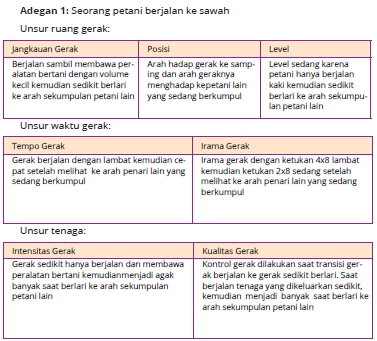 Adegan 1: Seorang petani berjalan ke sawah
Unsur ruang gerak:
Jangkauan Gerak
Berjalan sambil membawa per-
alatan bertani dengan volume
kecil kemudian sedikit berlari
ke arah sekumpulan petani lain
Posisi
Arah hadap gerak ke samp-
ing dan arah geraknya
menghadap kepetani lain
yang sedang berkumpul
Level
Level sedang karena
petani hanya berjalan
kaki kemudian sedikit
berlari ke arah sekumpu-
lan petani lain
Unsur waktu gerak:
Tempo Gerak
Gerak berjalan dengan lambat kemudian ce-
pat setelah melihat  ke arah penari lain yang
sedang berkumpul
Irama Gerak
Irama gerak dengan ketukan 4x8 lambat
kemudian ketukan 2x8 sedang setelah
melihat ke arah penari lain yang sedang
berkumpul
Unsur tenaga:
Intensitas Gerak
Gerak sedikit hanya berjalan dan membawa
peralatan bertani kemudianmenjadi agak
banyak saat berlari ke arah sekumpulan
petani lain
Kualitas Gerak
Kontrol gerak dilakukan saat transisi ger-
ak berjalan ke gerak sedikit berlari. Saat
berjalan tenaga yang dikeluarkan sedikit,
kemudian menjadi banyak saat berlari ke
arah sekumpulan petani lain